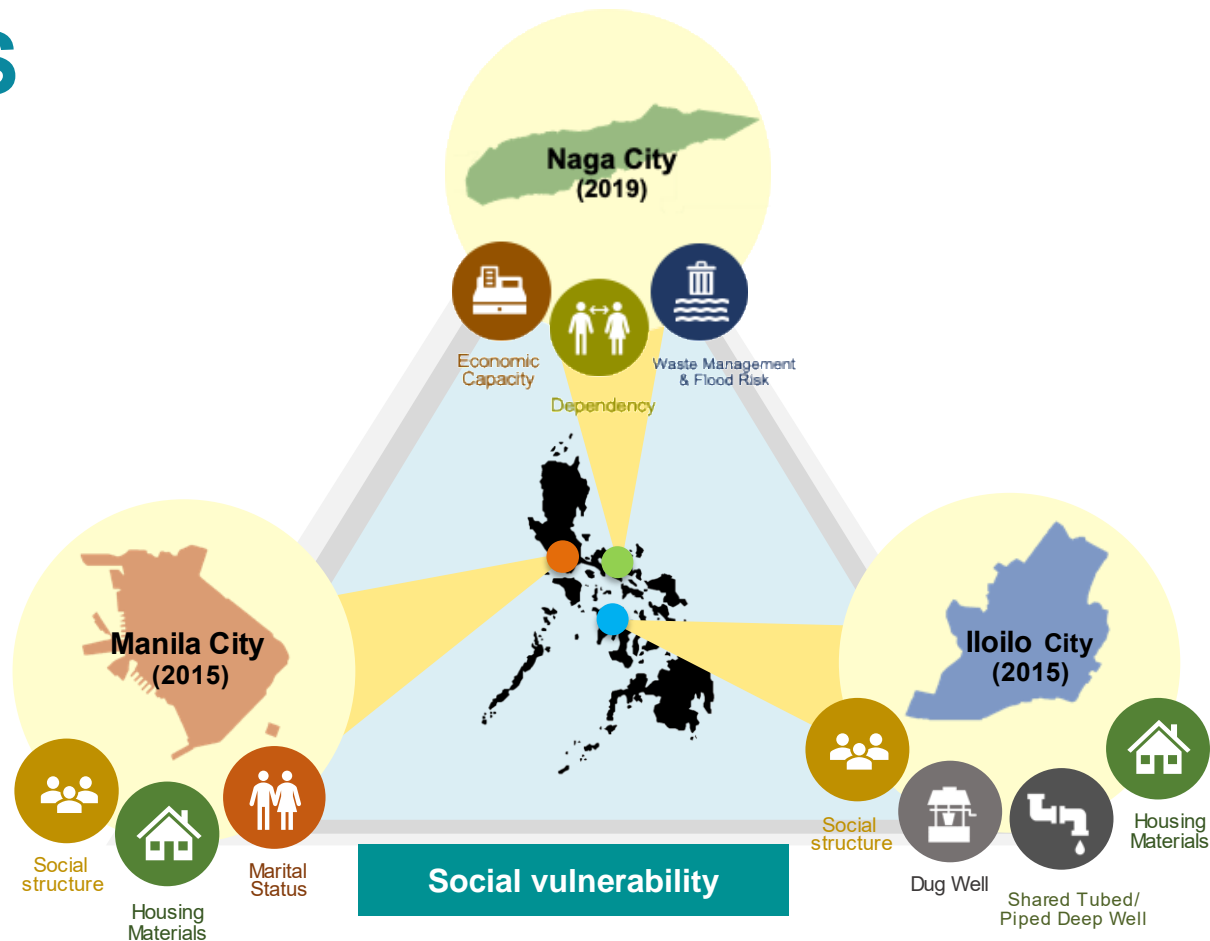 s
Naga City
(2019)
Economic
Capacity
Dependency
Waste Management
& Flood Risk
Manila City
(2015)
Social
structure
Housing
Materials
Marital
Status
Iloilo City
(2015)
Social
structure
Dug Well
Shared Tubed/
Piped Deep Well
Housing
Materials
Social vulnerability